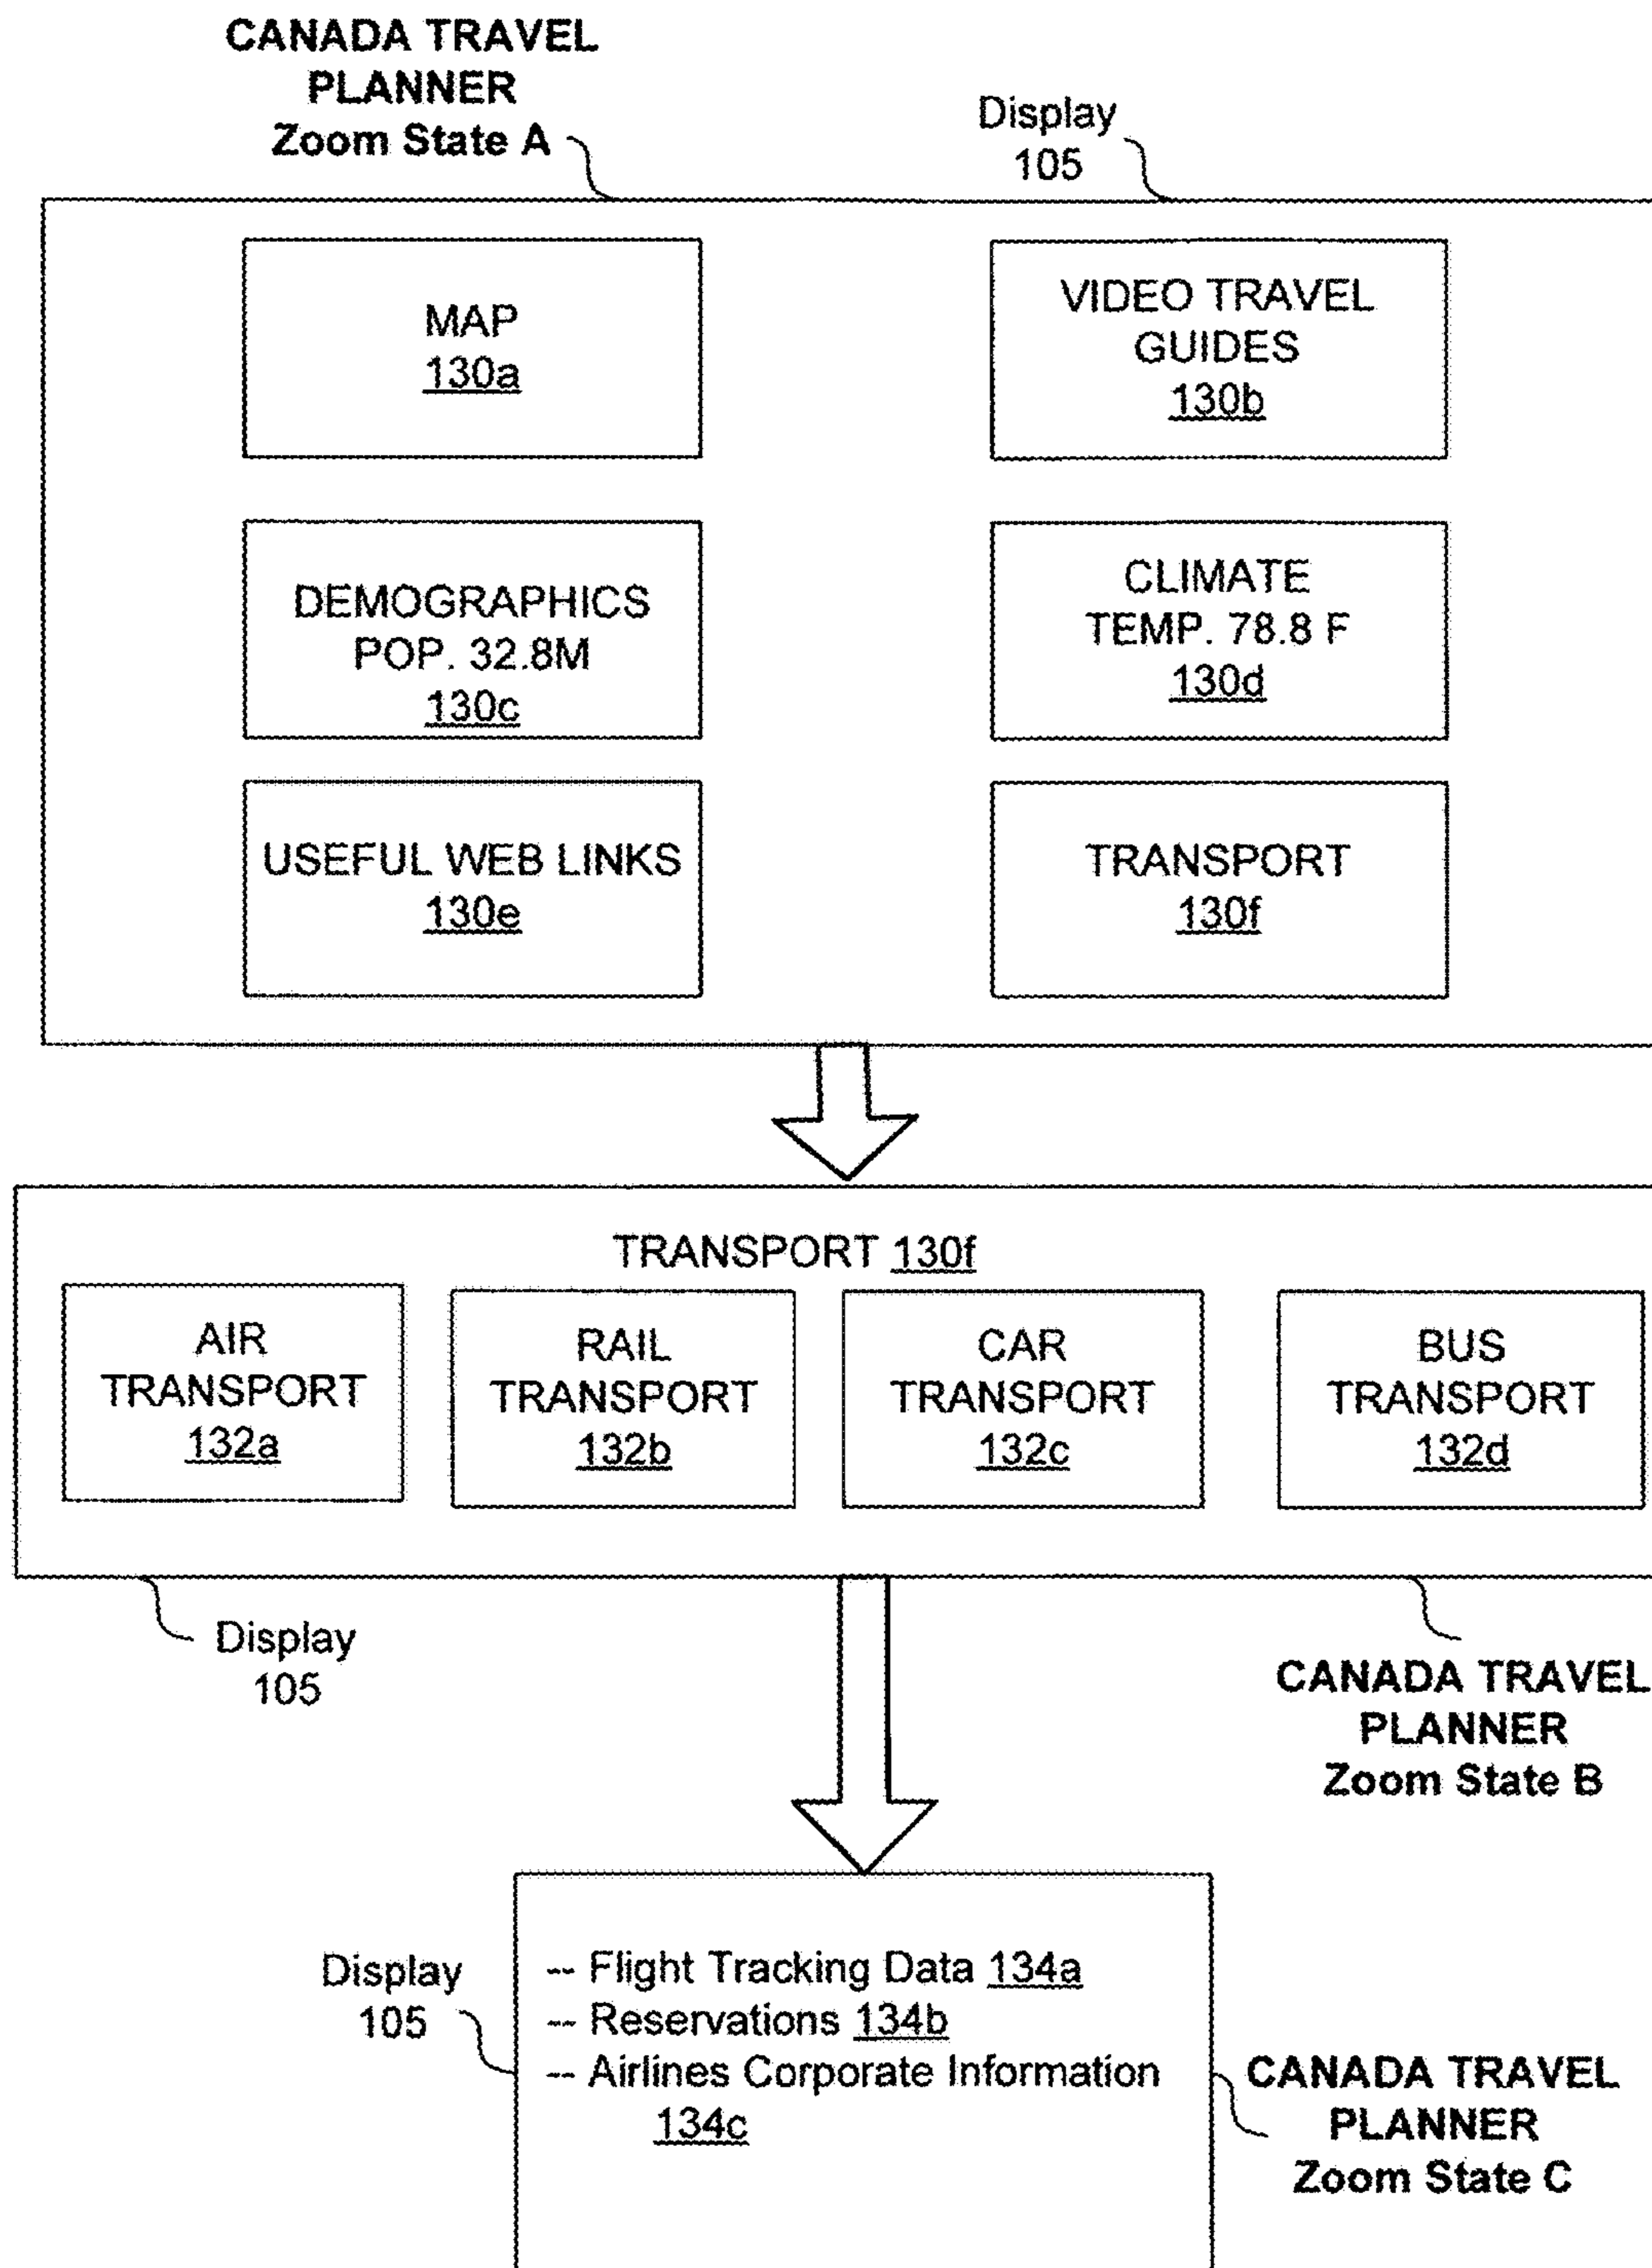 CANADA TRAVEL
PLANNER
Zoom State A
Display
105
MAP
130a
VIDEO TRAVEL
GUIDES
130b
DEMOGRAPHICS
POP. 32.8M
130c
CLIMATE
TEMP. 78.8 F
130d
USEFUL WEB LINKS
130e
TRANSPORT
130f
TRANSPORT 130f
AIR
TRANSPORT
132a
RAIL
TRANSPORT
132b
CAR
TRANSPORT
132c
BUS
TRANSPORT
132d
Display
105
CANADA TRAVEL
PLANNER
Zoom State B
Display
105
-- Flight Tracking Data 134a
-- Reservations 134b
-- Airlines Corporate Information
134c
CANADA TRAVEL
PLANNER
Zoom State C